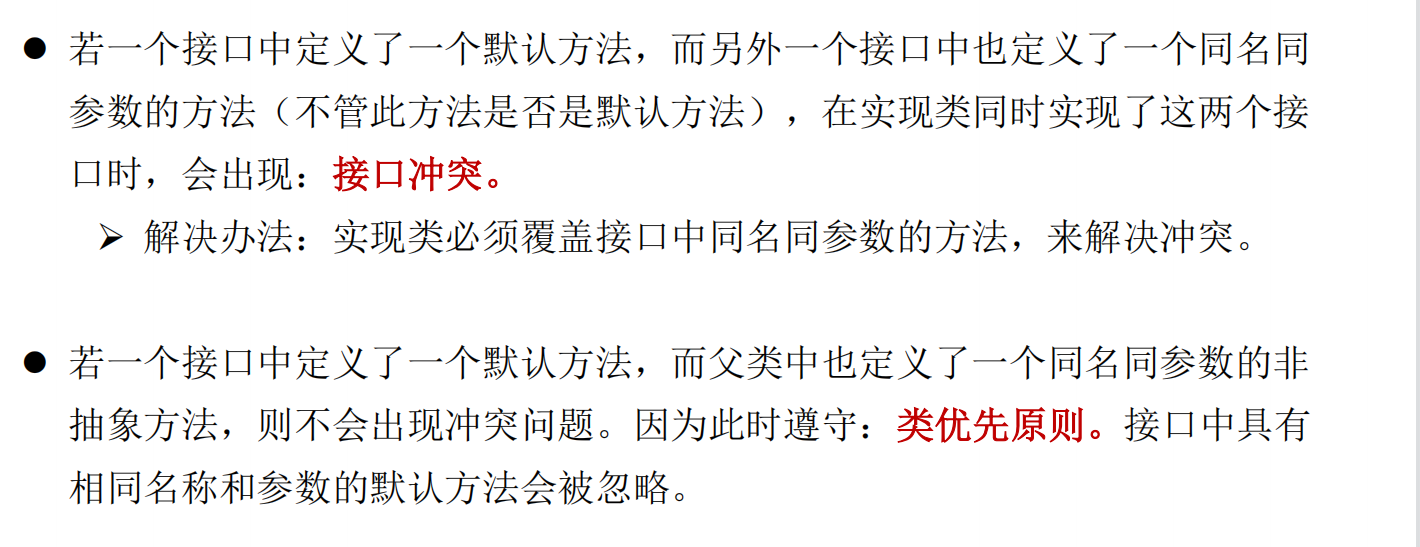 ● 若一个接口中定义了一个默认方法，而另外一个接口中也定义了一个同名同
参数的方法（不管此方法是否是默认方法），在实现类同时实现了这两个接
口时，会出现：接口冲突。
➢ 解决办法：实现类必须覆盖接口中同名同参数的方法，来解决冲突。
● 若一个接口中定义了一个默认方法，而父类中也定义了一个同名同参数的非
抽象方法，则不会出现冲突问题。因为此时遵守：类优先原则。接口中具有
相同名称和参数的默认方法会被忽略。